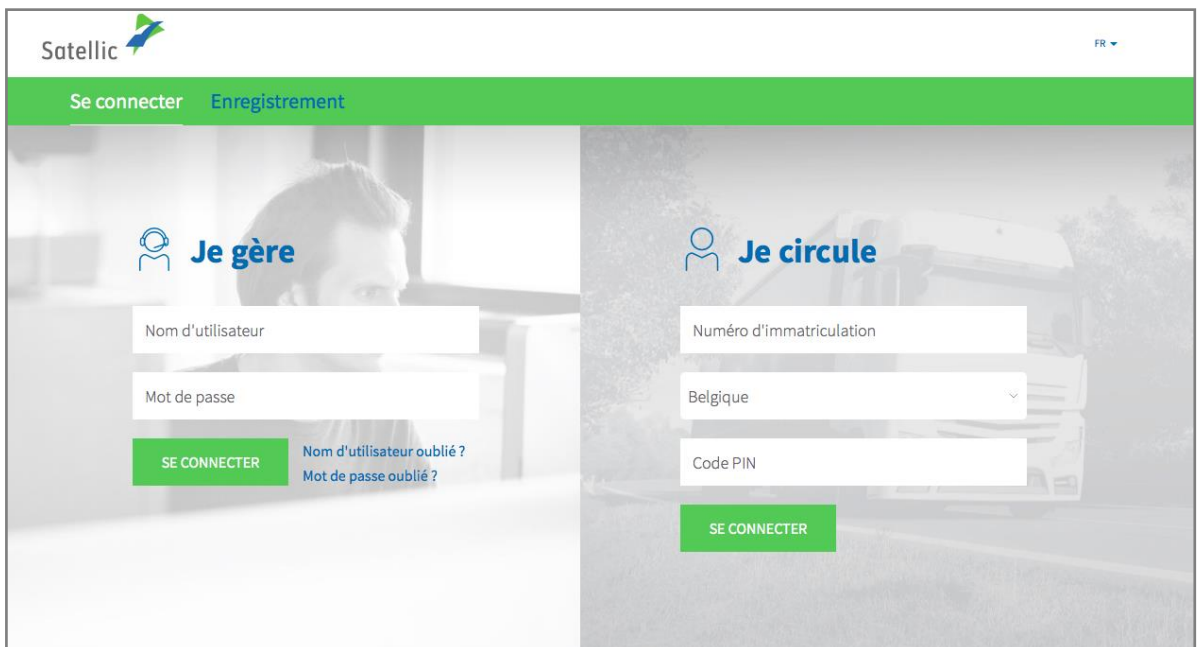 Satellic
FR
Se connecter Enregistrement
Je gère
Nom d'utilisateur
Mot de passe
SE CONNECTER
Nom d'utilisateur oublié ?
Mot de passe oublié ?
Je circule
Numéro d'immatriculation
Belgique
Code PIN
SE CONNECTER